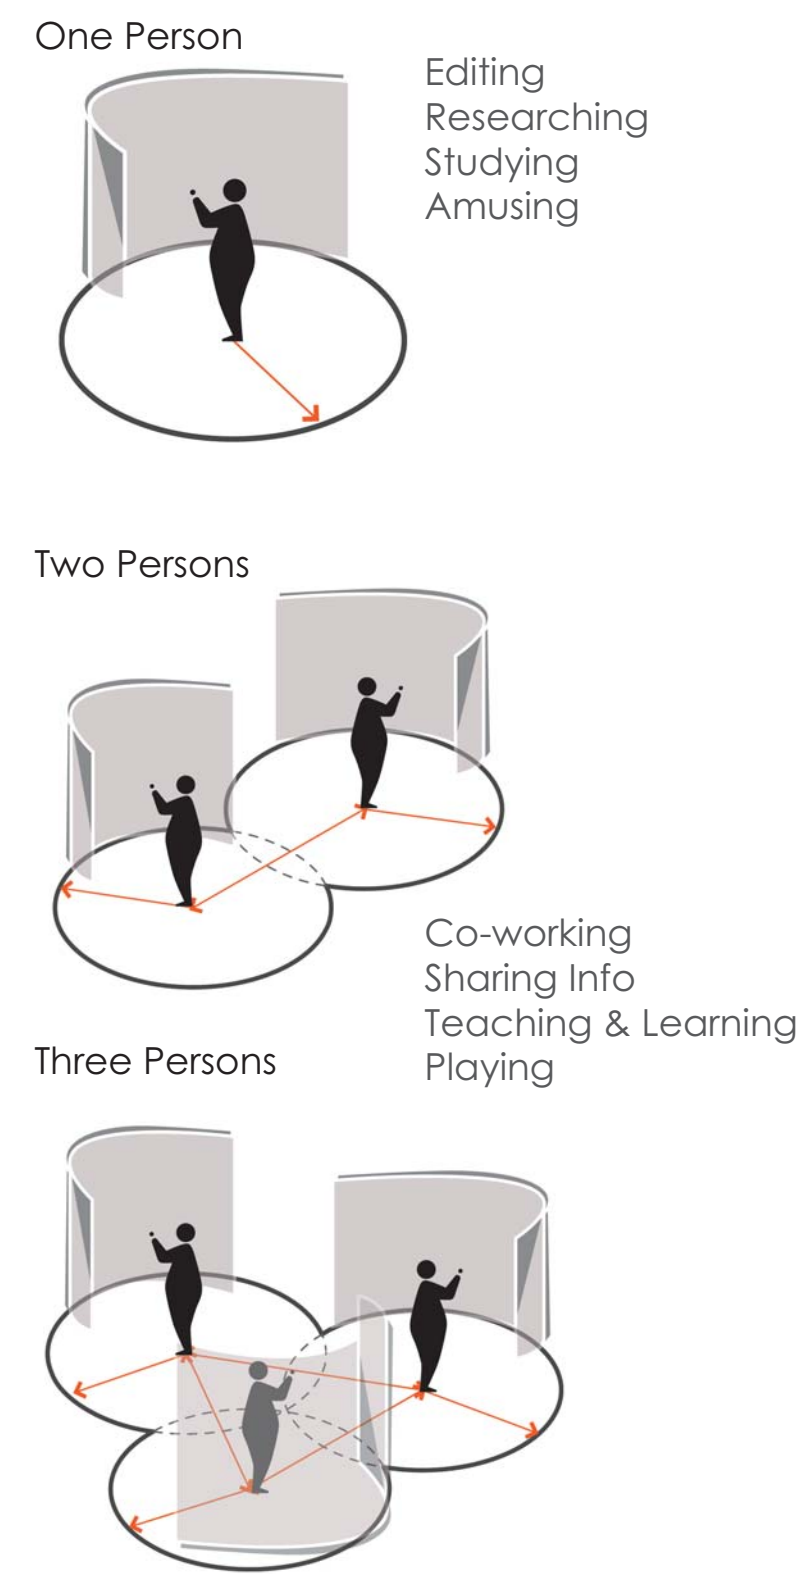 One Person
Editing
Researching
Studying
Amusing
Two Persons
Co-working
Sharing Info
Teaching & Learning
Playing
Three Persons